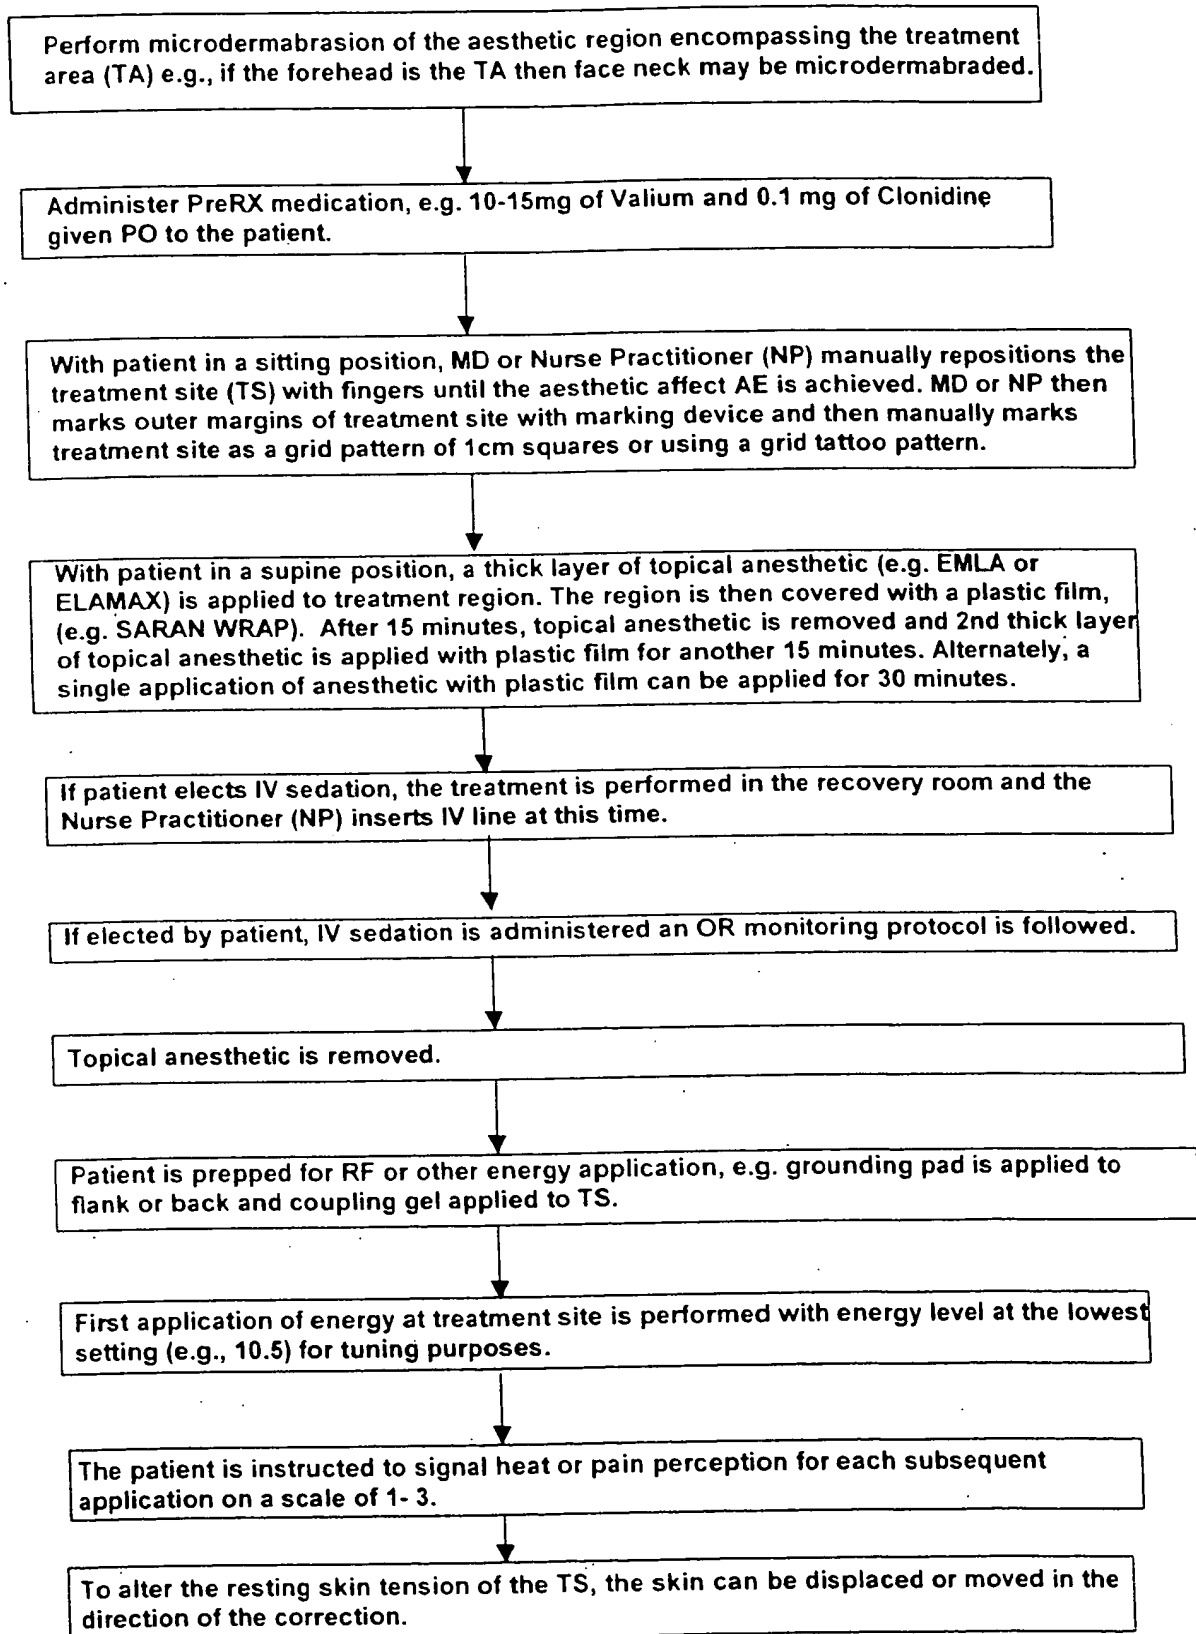 Perform microdermabrasion of the aesthetic region encompassing the treatment
area (TA) e.g., if the forehead is the TA then face neck may be microdermabraded.
Administer PreRX medication, e.g. 10-15mg of Valium and 0.1 mg of Clonidine
given PO to the patient.
With patient in a sitting position, MD or Nurse Practitioner (NP) manually repositions the
treatment site (TS) with fingers until the aesthetic affect AE is achieved. MD or NP then
marks outer margins of treatment site with marking device and then manually marks
treatment site as a grid pattern of 1cm squares or using a grid tattoo pattern.
With patient in a supine position, a thick layer of topical anesthetic (e.g. EMLA or
ELAMAX) is applied to treatment region. The region is then covered with a plastic film,
(e.g. SARAN WRAP). After 15 minutes, topical anesthetic is removed and 2nd thick layer
of topical anesthetic is applied with plastic film for another 15 minutes. Alternately, a
single application of anesthetic with plastic film can be applied for 30 minutes.
If patient elects IV sedation, the treatment is performed in the recovery room and the
Nurse Practitioner (NP) inserts IV line at this time.
If elected by patient, IV sedation is administered an OR monitoring protocol is followed.
Topical anesthetic is removed.
Patient is prepped for RF or other energy application, e.g. grounding pad is applied to
flank or back and coupling gel applied to TS.
First application of energy at treatment site is performed with energy level at the lowest
setting (e.g., 10.5) for tuning purposes.
The patient is instructed to signal heat or pain perception for each subsequent
application on a scale of 1- 3.
To alter the resting skin tension of the TS, the skin can be displaced or moved in the
direction of the correction.